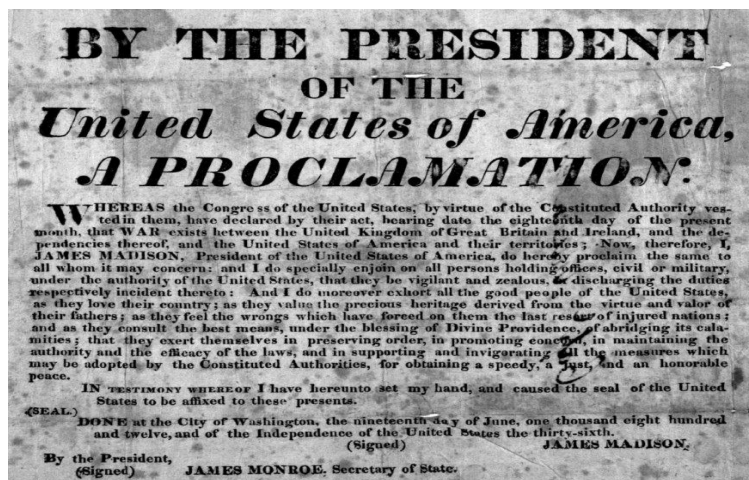 BY THE PRESIDENT
OF THE
United States of America,
A PROCLAMATION:
WHEREAS the Congress of the United States, by virtue of the Constituted Authority ves-
ted in them, have declared by their act, bearing date the eighteenth day of the present
month, that WAR exists between the United Kingdom of Great Britain and Ireland, and the de-
pendencies thereof, and the United States of America and their territories; Now, therefore, I,
JAMES MADISON, President of the United States of America, do hereby proclaim the same to
all whom it may concern: and I do specially enjoin on all persons holding offices, civil or military,
under the authority of the United States, that they be vigilant and zealous, in discharging the duties
respectively incident thereto: And I do moreover exhort all the good people of the United States,
as they love their country; as they value the precious heritage derived from the virtue and valor of
their fathers; as they feel the wrongs which have forced on them the last resort of injured nations;
and as they consult the best means, under the blessing of Divine Providence, of abridging its cala-
mities; that they exert themselves in preserving order, in promoting concord, in maintaining the
authority and the efficacy of the laws, and in supporting and invigorating all the measures which
may be adopted by the Constituted Authorities, for obtaining a speedy, a just, and an honorable
peace.
IN TESTIMONY WHEREOF I have hereunto set my hand, and caused the seal of the United
States to be affixed to these presents.
(SEAL.)
DONE at the City of Washington, the nineteenth day of June, one thousand eight hundred
and twelve, and of the Independence of the United States the thirty-sixth.
(Signed) JAMES MADISON.
By the President,
(Signed) JAMES MONROE, Secretary of State.